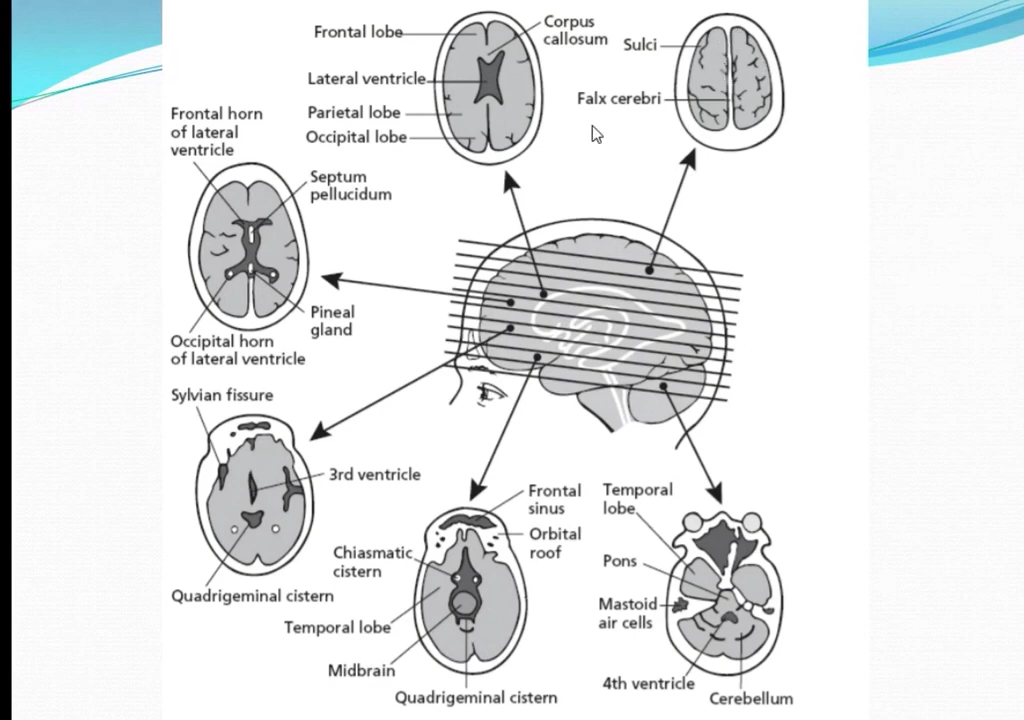 Frontal lobe
Corpus
callosum
Lateral ventricle
Parietal lobe
Occipital lobe
Sulci
Falx cerebri
Frontal horn
of lateral
ventricle
Septum
pellucidum
Pineal
gland
Occipital horn
of lateral ventricle
Sylvian fissure
3rd ventricle
Quadrigeminal cistern
Frontal
sinus
Orbital
roof
Chiasmatic
cistern
Temporal lobe
Midbrain
Quadrigeminal cistern
Temporal
lobe
Pons
Mastoid
air cells
4th ventricle
Cerebellum